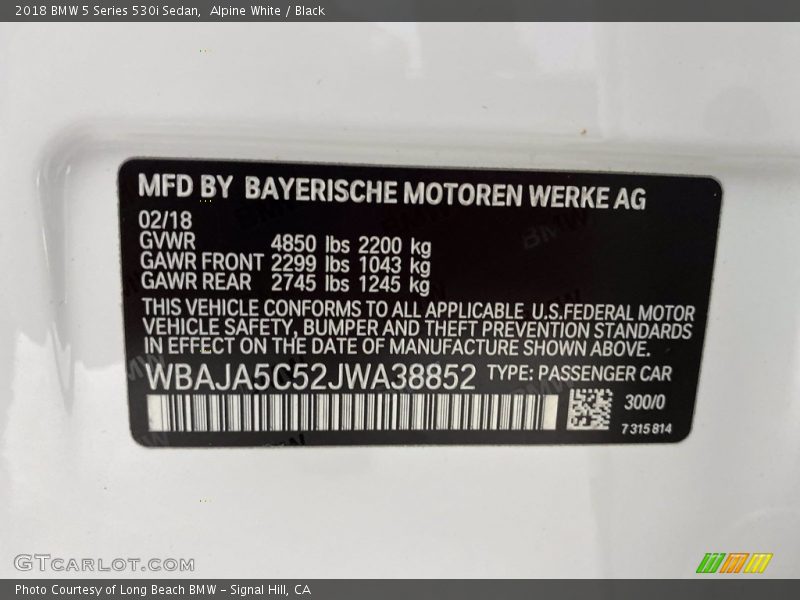 2018 BMW 5 Series 530i Sedan,  Alpine White / Black
MFD BY BAYERISCHE MOTOREN WERKE AG
02/18
GVWR 4850 lbs 2200 kg
GAWR FRONT 2299 lbs 1043 kg
GAWR REAR 2745 lbs 1245 kg
THIS VEHICLE CONFORMS TO ALL APPLICABLE U.S.FEDERAL MOTOR
VEHICLE SAFETY, BUMPER AND THEFT PREVENTION STANDARDS
IN EFFECT ON THE DATE OF MANUFACTURE SHOWN ABOVE.
WBAJA5C52JWA38852 TYPE: PASSENGER CAR
300/0
7 315 814
GTCARLOT.COM
Photo Courtesy of Long Beach BMW - Signal Hill, CA